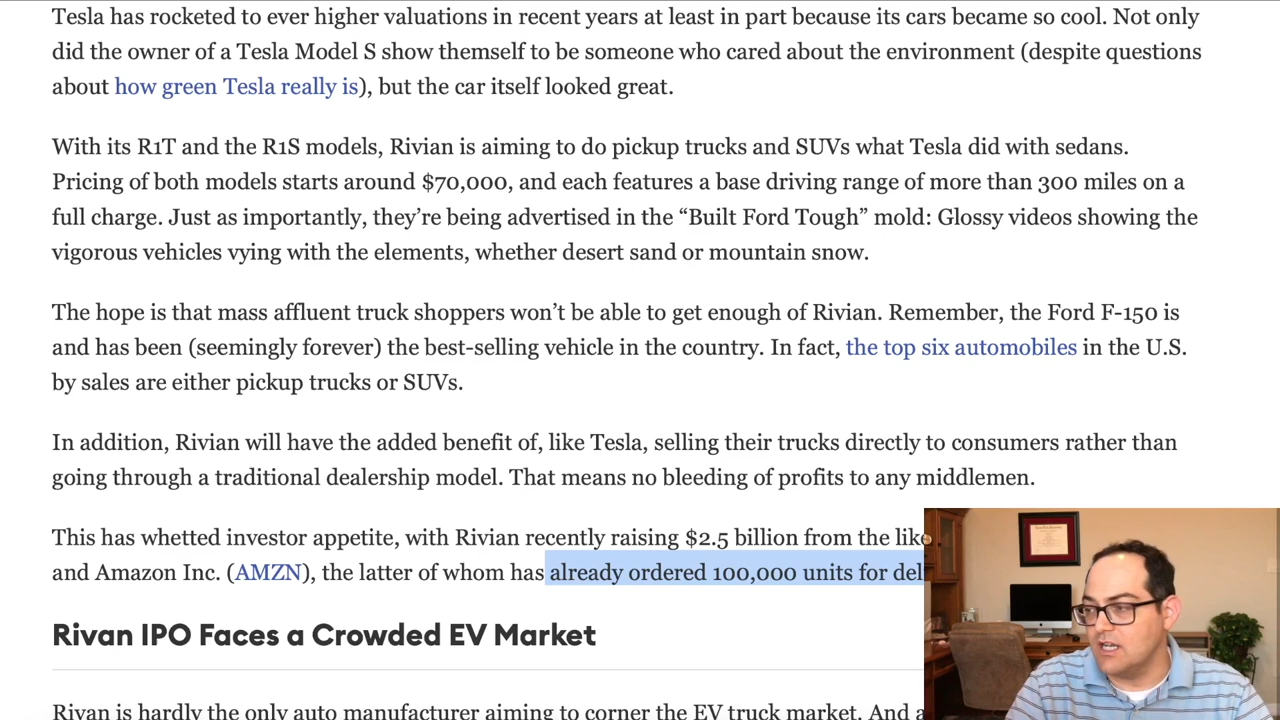 Tesla has rocketed to ever higher valuations in recent years at least in part because its cars became so cool. Not only
did the owner of a Tesla Model S show themself to be someone who cared about the environment (despite questions
about how green Tesla really is), but the car itself looked great.
With its R1T and the R1S models, Rivian is aiming to do pickup trucks and SUVs what Tesla did with sedans.
Pricing of both models starts around $70,000, and each features a base driving range of more than 300 miles on a
full charge. Just as importantly, they’re being advertised in the “Built Ford Tough” mold: Glossy videos showing the
vigorous vehicles vying with the elements, whether desert sand or mountain snow.
The hope is that mass affluent truck shoppers won’t be able to get enough of Rivian. Remember, the Ford F-150 is
and has been (seemingly forever) the best-selling vehicle in the country. In fact, the top six automobiles in the U.S.
by sales are either pickup trucks or SUVs.
In addition, Rivian will have the added benefit of, like Tesla, selling their trucks directly to consumers rather than
going through a traditional dealership model. That means no bleeding of profits to any middlemen.
This has whetted investor appetite, with Rivian recently raising $2.5 billion from the like
and Amazon Inc. (AMZN), the latter of whom has already ordered 100,000 units for del
Rivan IPO Faces a Crowded EV Market
Rivan is hardly the only auto manufacturer aiming to corner the EV truck market. And a